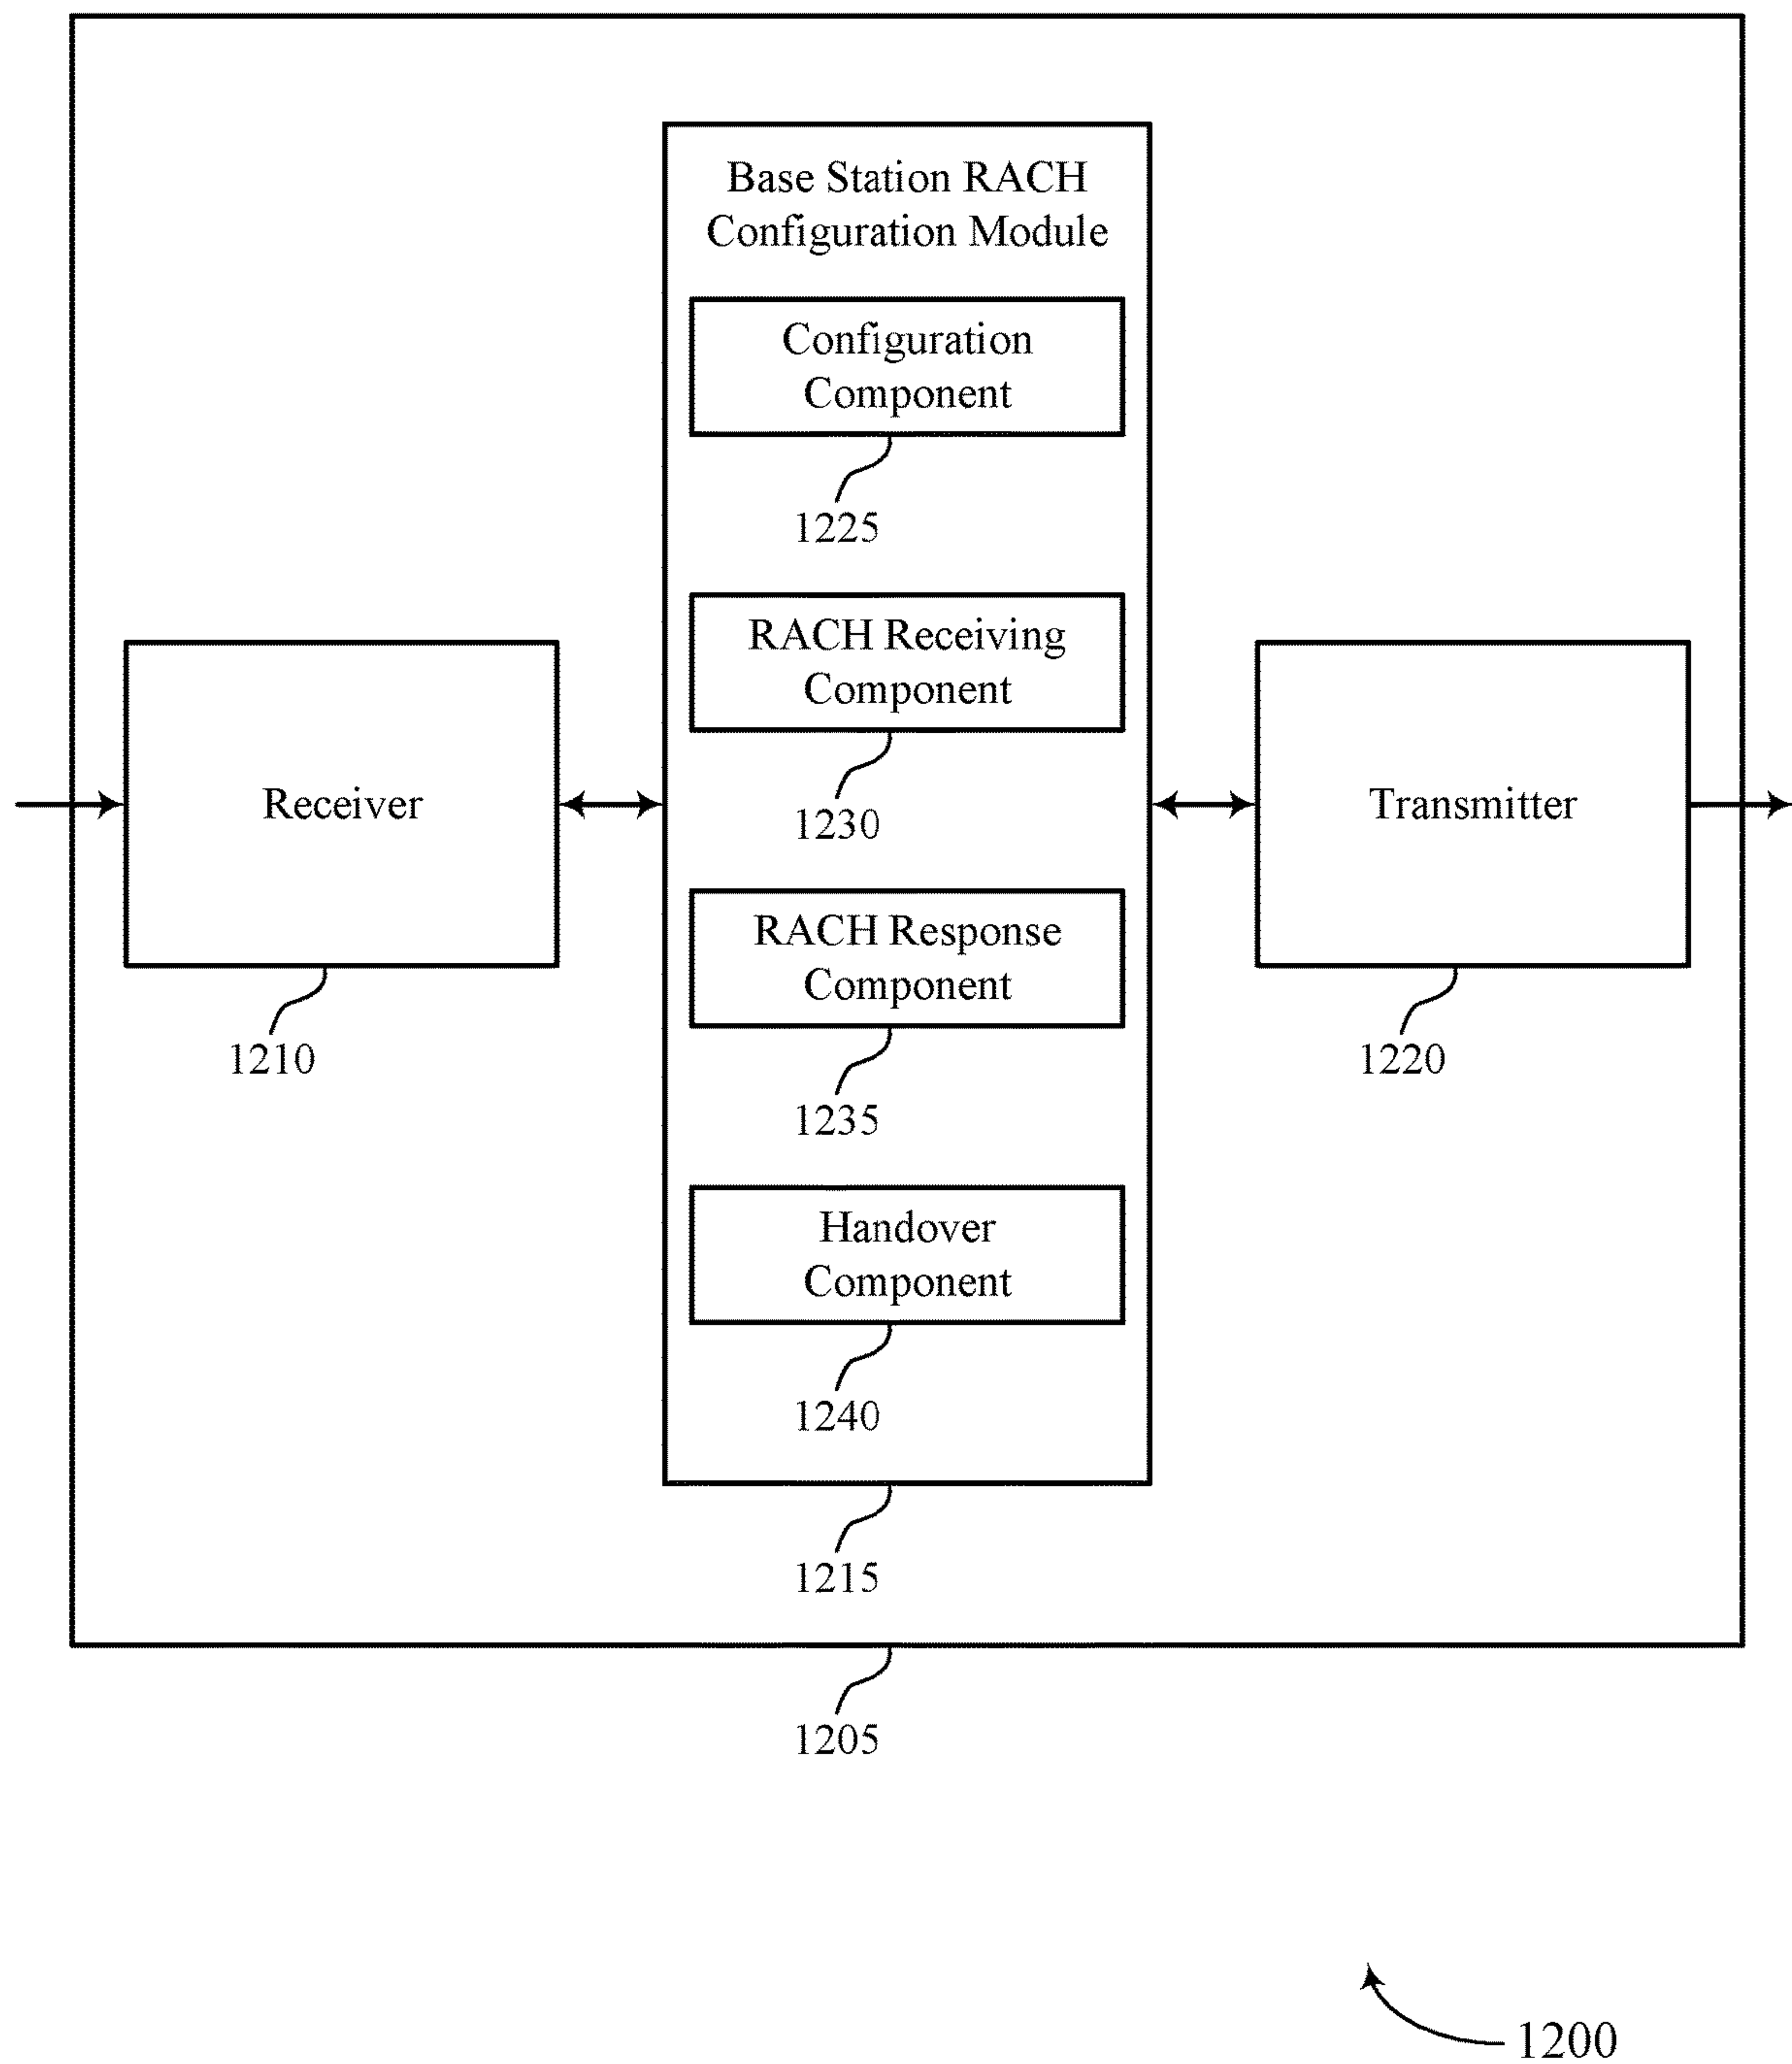 Base Station RACH
Configuration Module
Configuration
Component
1225
RACH Receiving
Component
1230
Receiver
Transmitter
RACH Response
Component
1210
1220
1235
Handover
Component
1240
1215
1205
1200